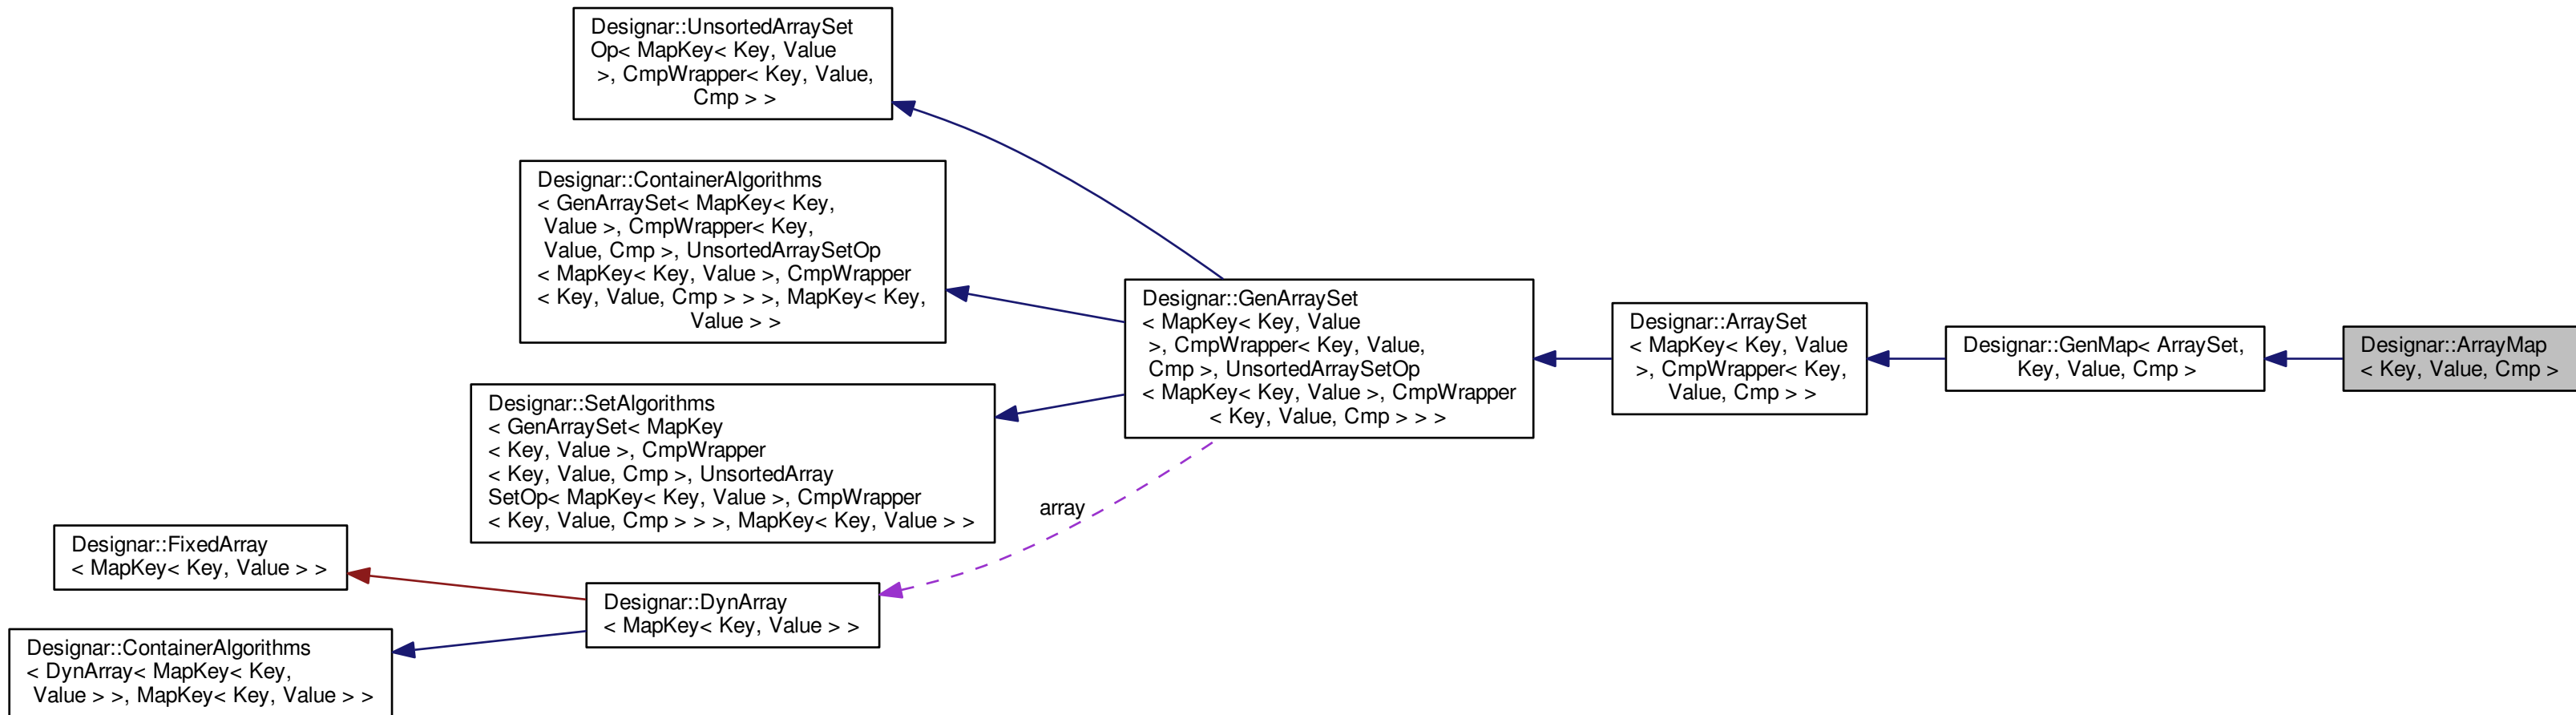 Designar::UnsortedArraySet
Op< MapKey< Key, Value
>, CmpWrapper< Key, Value,
Cmp > >
Designar::ContainerAlgorithms
< GenArraySet< MapKey< Key,
Value >, CmpWrapper< Key,
Value, Cmp >, UnsortedArraySetOp
< MapKey< Key, Value >, CmpWrapper
< Key, Value, Cmp > > >, MapKey< Key,
Value > >
Designar::SetAlgorithms
< GenArraySet< MapKey
< Key, Value >, CmpWrapper
< Key, Value, Cmp >, UnsortedArray
SetOp< MapKey< Key, Value >, CmpWrapper
< Key, Value, Cmp > > >, MapKey< Key, Value > >
Designar::FixedArray
< MapKey< Key, Value > >
Designar::ContainerAlgorithms
< DynArray< MapKey< Key,
Value > >, MapKey< Key, Value > >
Designar::DynArray
< MapKey< Key, Value > >
array
Designar::GenArraySet
< MapKey< Key, Value
>, CmpWrapper< Key, Value,
Cmp >, UnsortedArraySetOp
< MapKey< Key, Value >, CmpWrapper
< Key, Value, Cmp > > >
Designar::ArraySet
< MapKey< Key, Value
>, CmpWrapper< Key,
Value, Cmp > >
Designar::GenMap< ArraySet,
Key, Value, Cmp >
Designar::ArrayMap
< Key, Value, Cmp >